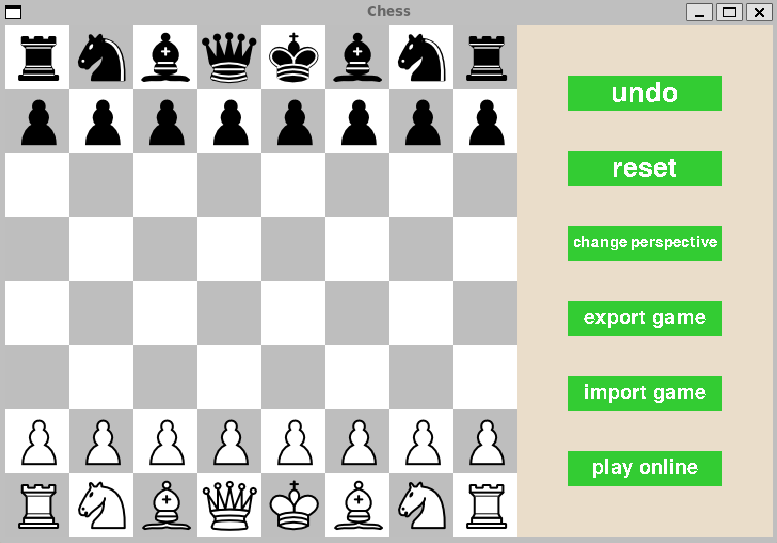 Chess
undo
reset
change perspective
export game
import game
play online